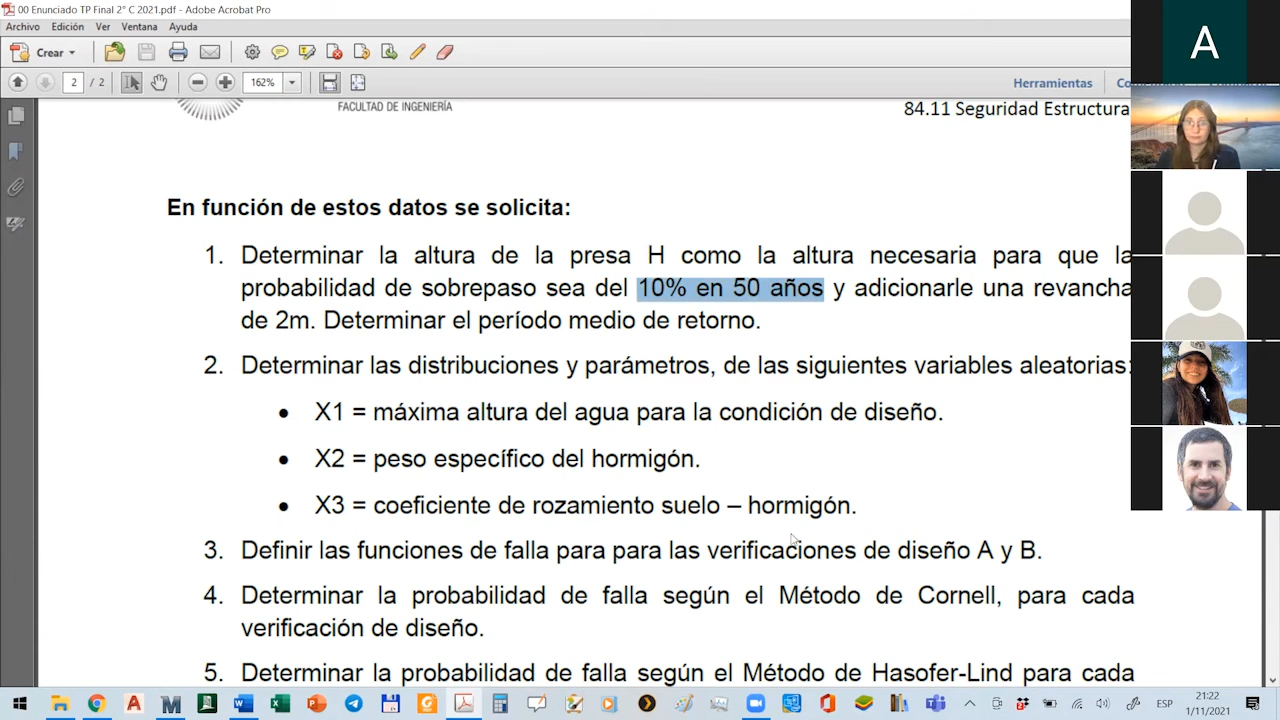 00 Enunciado TP Final 2° C 2021.pdf - Adobe Acrobat Pro
Archivo Edición Ver Ventana Ayuda
Crear
2 / 2 162% Herramientas
FACULTAD DE INGENIERÍA
84.11 Seguridad Estructura
En función de estos datos se solicita:
1. Determinar la altura de la presa H como la altura necesaria para que la
probabilidad de sobrepaso sea del 10% en 50 años y adicionarle una revancha
de 2m. Determinar el período medio de retorno.
2. Determinar las distribuciones y parámetros, de las siguientes variables aleatorias:
• X1 = máxima altura del agua para la condición de diseño.
• X2 = peso específico del hormigón.
• X3 = coeficiente de rozamiento suelo – hormigón.
3. Definir las funciones de falla para para las verificaciones de diseño A y B.
4. Determinar la probabilidad de falla según el Método de Cornell, para cada
verificación de diseño.
5. Determinar la probabilidad de falla según el Método de Hasofer-Lind para cada
A
ESP
21:22
1/11/2021